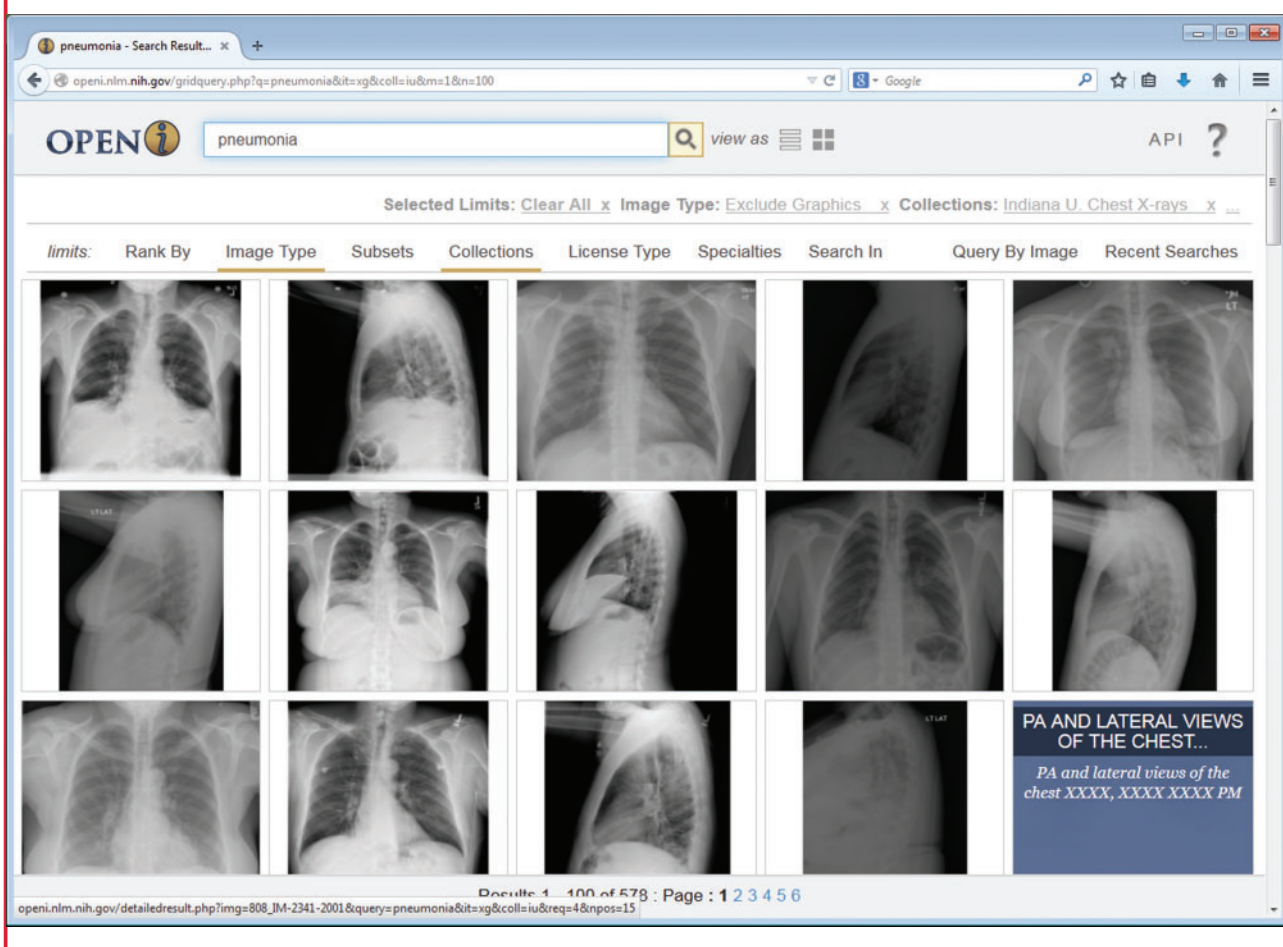 pneumonia - Search Result... × +
openi.nlm.nih.gov/gridquery.php?q=pneumonia&it=xg&coll=iu&m=1&n=100
Google
OPENi
pneumonia
view as
API ?
Selected Limits: Clear All x Image Type: Exclude Graphics x Collections: Indiana U. Chest X-rays x ...
limits: Rank By Image Type Subsets Collections License Type Specialties Search In Query By Image Recent Searches
LT
LT LAT
LT LAT
PA AND LATERAL VIEWS
OF THE CHEST...
PA and lateral views of the
chest XXXX, XXXX XXXX PM
Results 1 - 100 of 578 : Page : 1 2 3 4 5 6
openi.nlm.nih.gov/detailedresult.php?img=808_IM-2341-2001&query=pneumonia&it=xg&coll=iu&req=4&npos=15